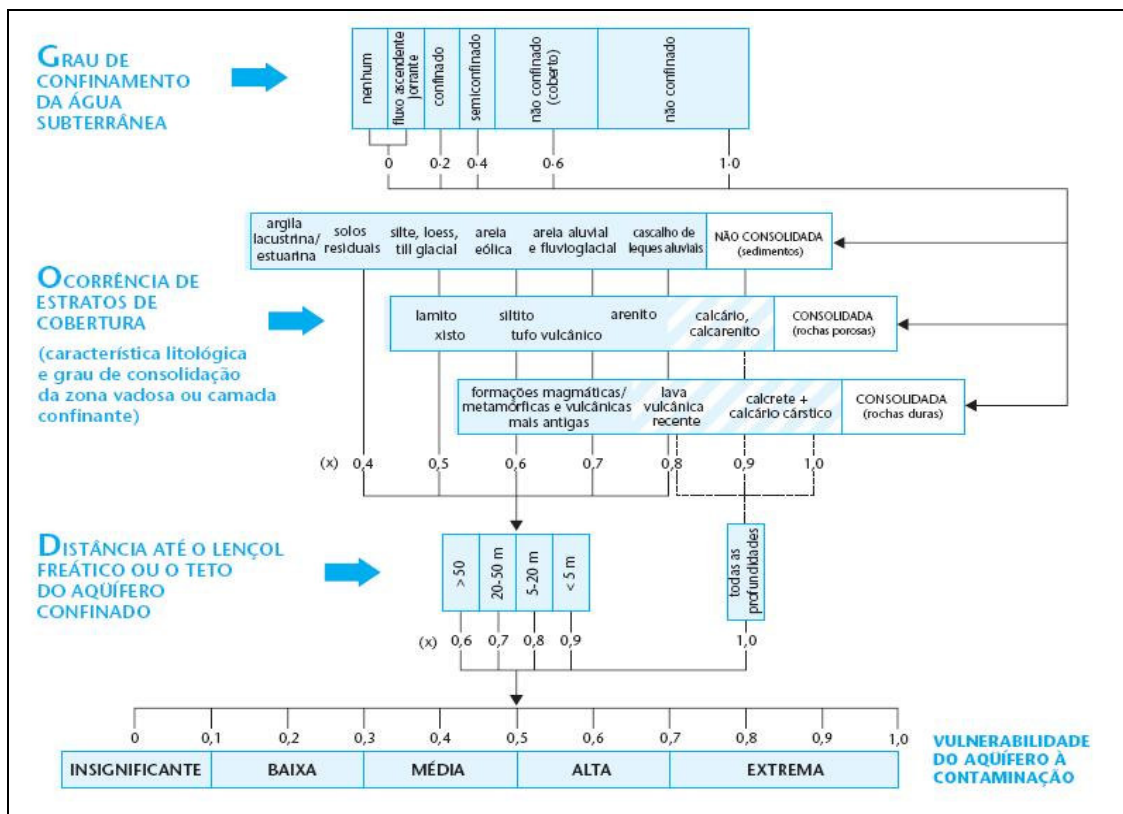 GRAU DE
CONFINAMENTO
DA ÁGUA
SUBTERRÂNEA
nenhum
fluxo ascendente
jorrante
confinado
semiconfinado
não confinado
(coberto)
não confinado
0 0·2 0·4 0·6 1·0
OCORRÊNCIA DE
ESTRATOS DE
COBERTURA
(característica litológica
e grau de consolidação
da zona vadosa ou camada
confinante)
argila
lacustrina/
estuarina
solos
residuais
silte, loess,
till glacial
areia
eólica
areia aluvial
e fluvioglacial
cascalho de
leques aluviais
NÃO CONSOLIDADA
(sedimentos)
lamito
xisto
siltito
tufo vulcânico
arenito
calcário,
calcarenito
CONSOLIDADA
(rochas porosas)
formações magmáticas/
metamórficas e vulcânicas
mais antigas
lava
vulcânica
recente
calcrete +
calcário cárstico
CONSOLIDADA
(rochas duras)
(x) 0,4 0,5 0,6 0,7 0,8 0,9 1,0
DISTÂNCIA ATÉ O LENÇOL
FREÁTICO OU O TETO
DO AQÜÍFERO
CONFINADO
> 50
20-50 m
5-20 m
< 5 m
todas as
profundidades
(x) 0,6 0,7 0,8 0,9 1,0
0 0,1 0,2 0,3 0,4 0,5 0,6 0,7 0,8 0,9 1,0
INSIGNIFICANTE BAIXA MÉDIA ALTA EXTREMA
VULNERABILIDADE
DO AQÜÍFERO À
CONTAMINAÇÃO